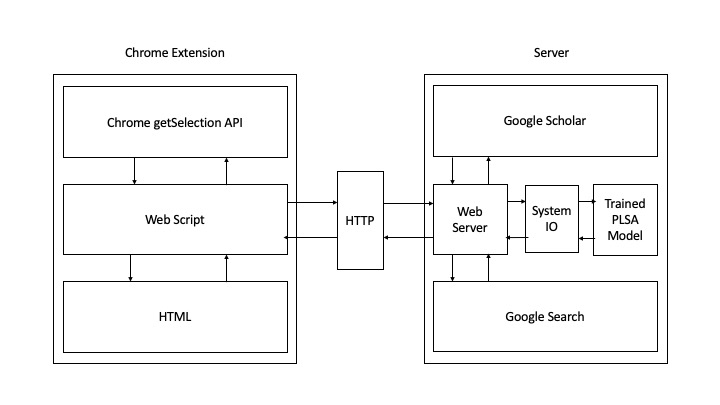 Chrome Extension
Server
Chrome getSelection API
Google Scholar
Web Script
HTTP
Web
Server
System
IO
Trained
PLSA
Model
HTML
Google Search